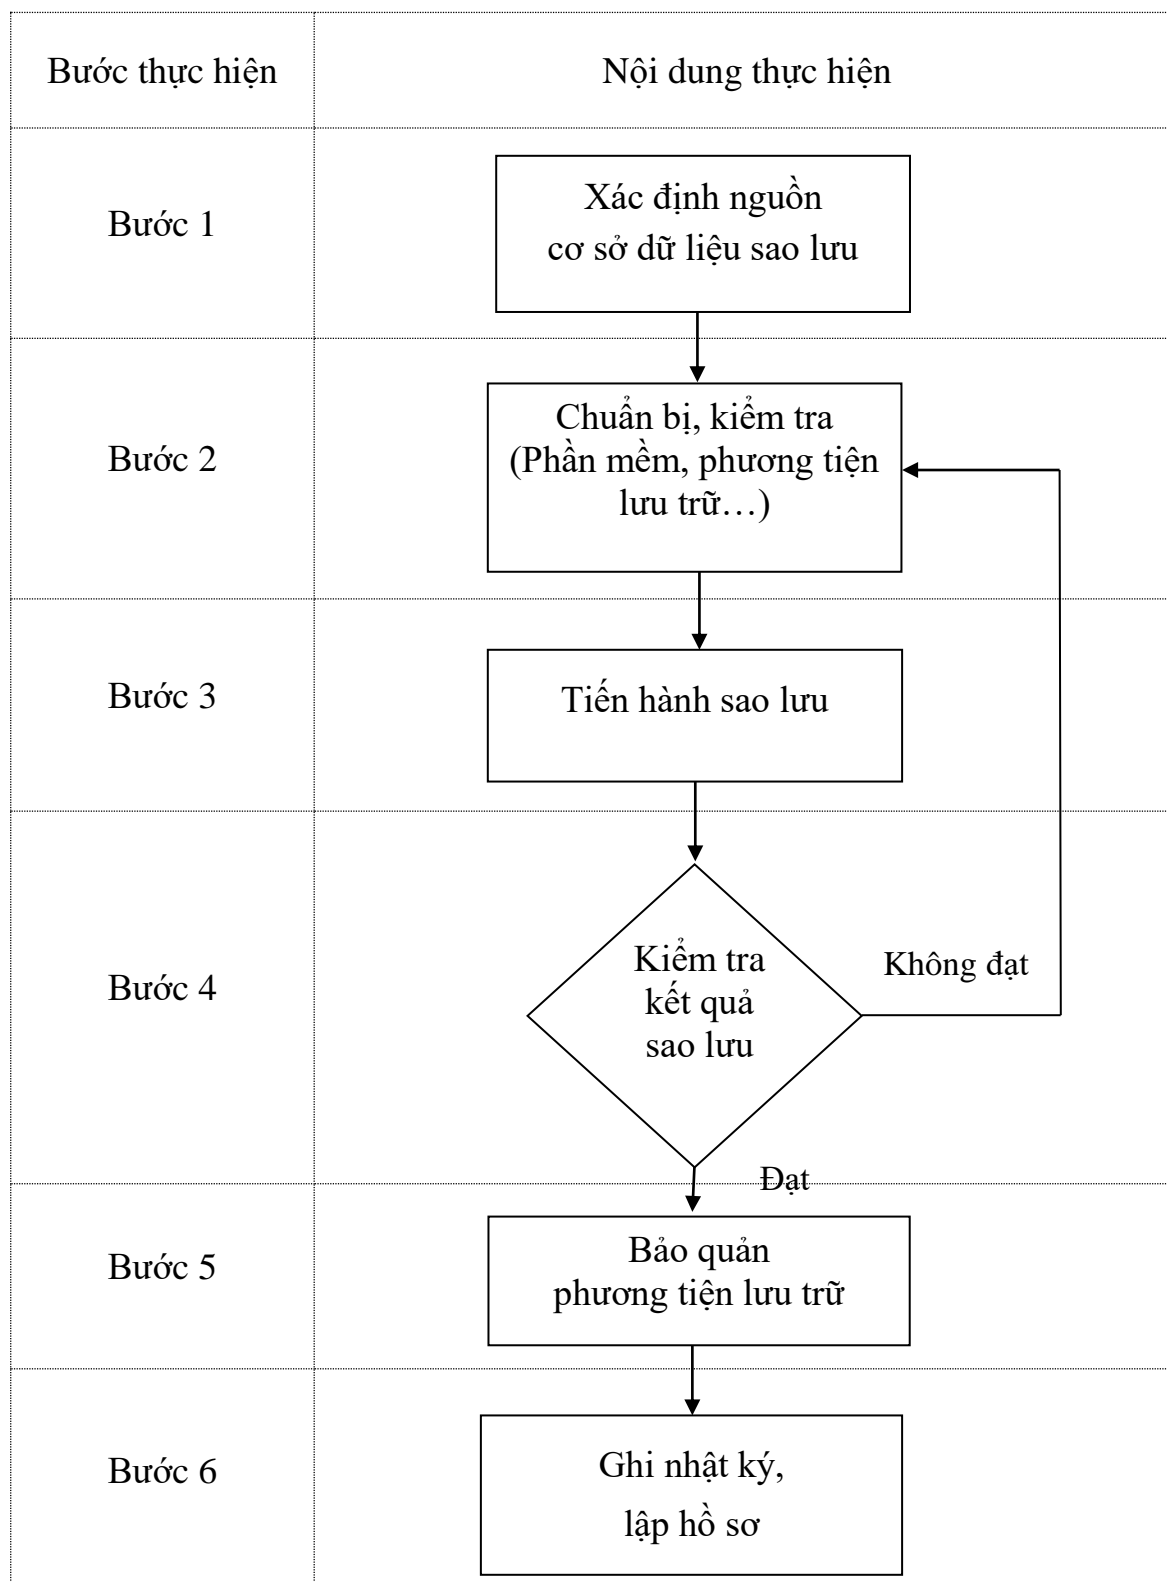 Bước thực hiện
Nội dung thực hiện
Bước 1
Xác định nguồn
cơ sở dữ liệu sao lưu
Bước 2
Chuẩn bị, kiểm tra
(Phần mềm, phương tiện
lưu trữ…)
Bước 3
Tiến hành sao lưu
Bước 4
Kiểm tra
kết quả
sao lưu
Không đạt
Đạt
Bước 5
Bảo quản
phương tiện lưu trữ
Bước 6
Ghi nhật ký,
lập hồ sơ